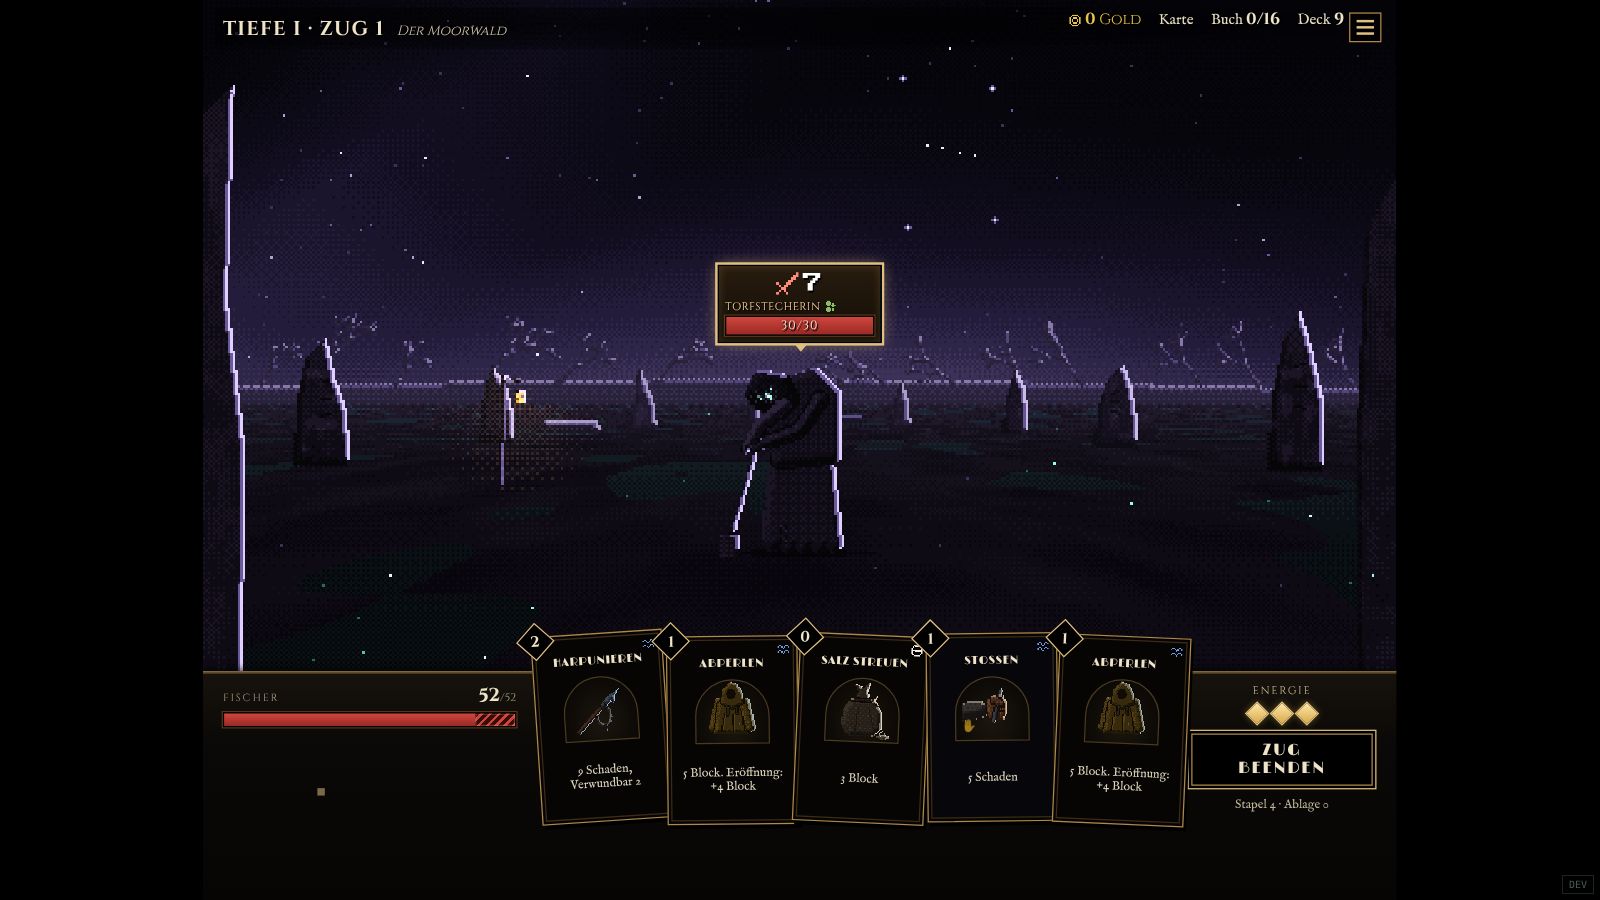 TIEFE I · ZUG 1 DER MOORWALD
0 GOLD Karte Buch 0/16 Deck 9
7
TORFSTECHERIN
30/30
FISCHER 52/52
2
HARPUNIEREN
9 Schaden,
Verwundbar 2
1
ABPERLEN
5 Block. Eröffnung:
+4 Block
0
SALZ STREUEN
3 Block
1
STOSSEN
5 Schaden
1
ABPERLEN
5 Block. Eröffnung:
+4 Block
ENERGIE
ZUG
BEENDEN
Stapel 4 · Ablage 0
DEV